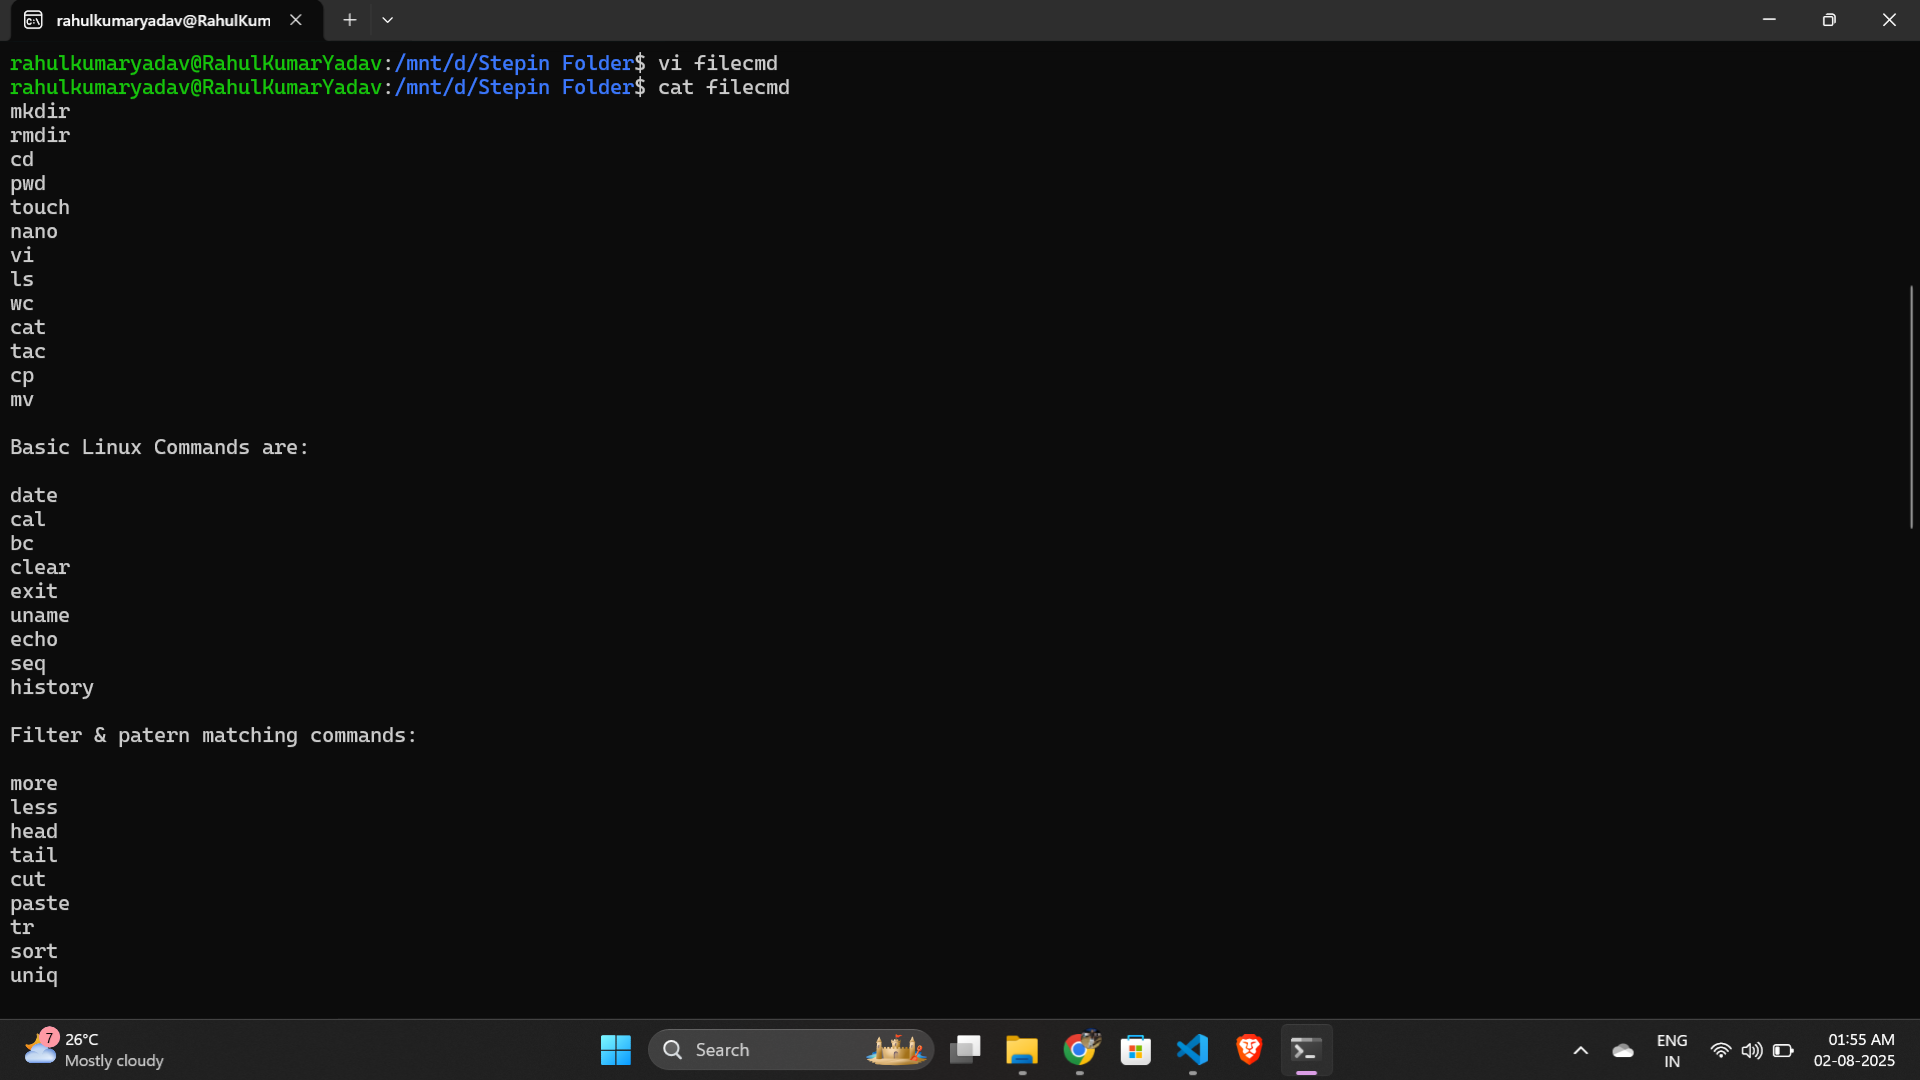 rahulkumaryadav@RahulKum
rahulkumaryadav@RahulKumarYadav:/mnt/d/Stepin Folder$ vi filecmd
rahulkumaryadav@RahulKumarYadav:/mnt/d/Stepin Folder$ cat filecmd
mkdir
rmdir
cd
pwd
touch
nano
vi
ls
wc
cat
tac
cp
mv
Basic Linux Commands are:
date
cal
bc
clear
exit
uname
echo
seq
history
Filter & patern matching commands:
more
less
head
tail
cut
paste
tr
sort
uniq
7
26°C
Mostly cloudy
Search
ENG
IN
01:55 AM
02-08-2025